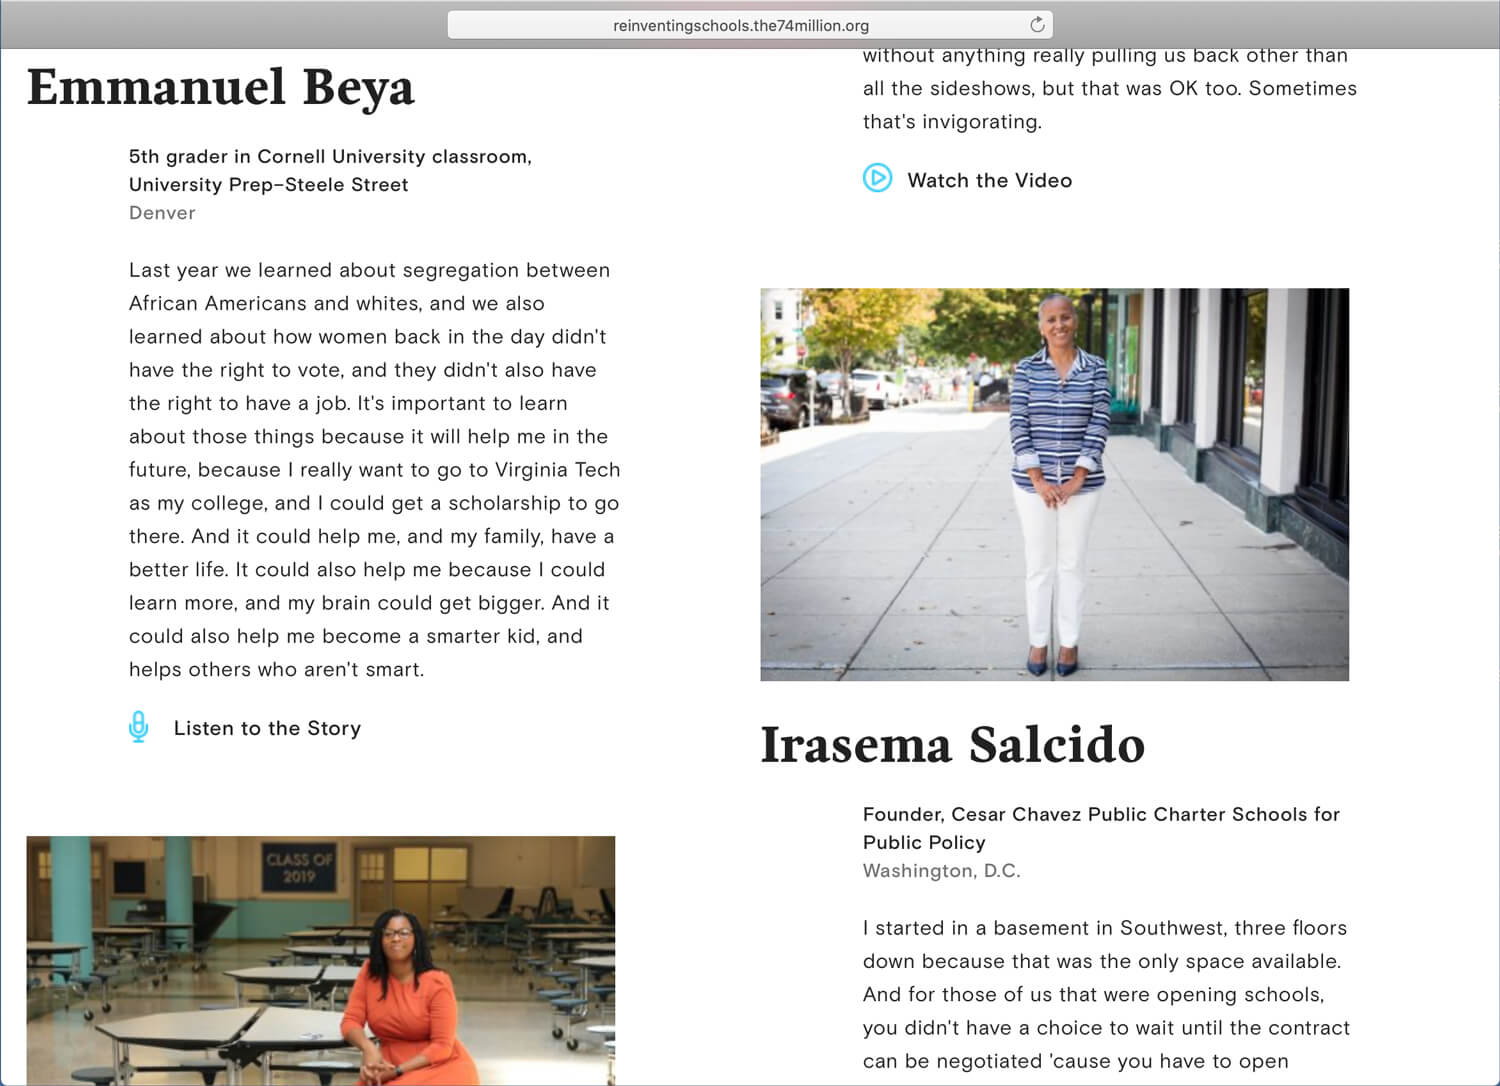 reinventingschools.the74million.org
Emmanuel Beya
5th grader in Cornell University classroom,
University Prep–Steele Street
Denver
Last year we learned about segregation between
African Americans and whites, and we also
learned about how women back in the day didn't
have the right to vote, and they didn't also have
the right to have a job. It's important to learn
about those things because it will help me in the
future, because I really want to go to Virginia Tech
as my college, and I could get a scholarship to go
there. And it could help me, and my family, have a
better life. It could also help me because I could
learn more, and my brain could get bigger. And it
could also help me become a smarter kid, and
helps others who aren't smart.
Listen to the Story
CLASS OF
2019
without anything really pulling us back other than
all the sideshows, but that was OK too. Sometimes
that's invigorating.
Watch the Video
Irasema Salcido
Founder, Cesar Chavez Public Charter Schools for
Public Policy
Washington, D.C.
I started in a basement in Southwest, three floors
down because that was the only space available.
And for those of us that were opening schools,
you didn't have a choice to wait until the contract
can be negotiated 'cause you have to open